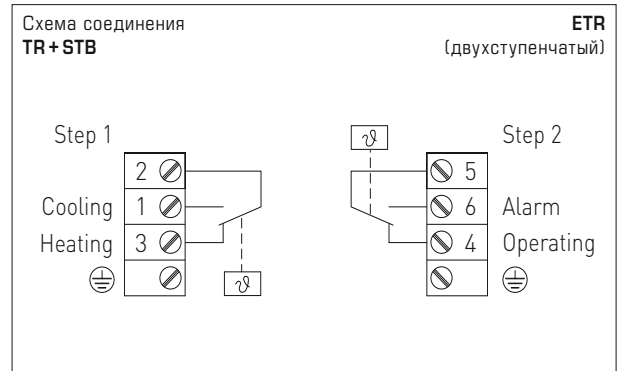 Схема соединения
TR+STB
ETR
(двухступенчатый)
Step 1
2
Cooling 1
Heating 3
ϑ
ϑ
Step 2
5
6 Alarm
4 Operating